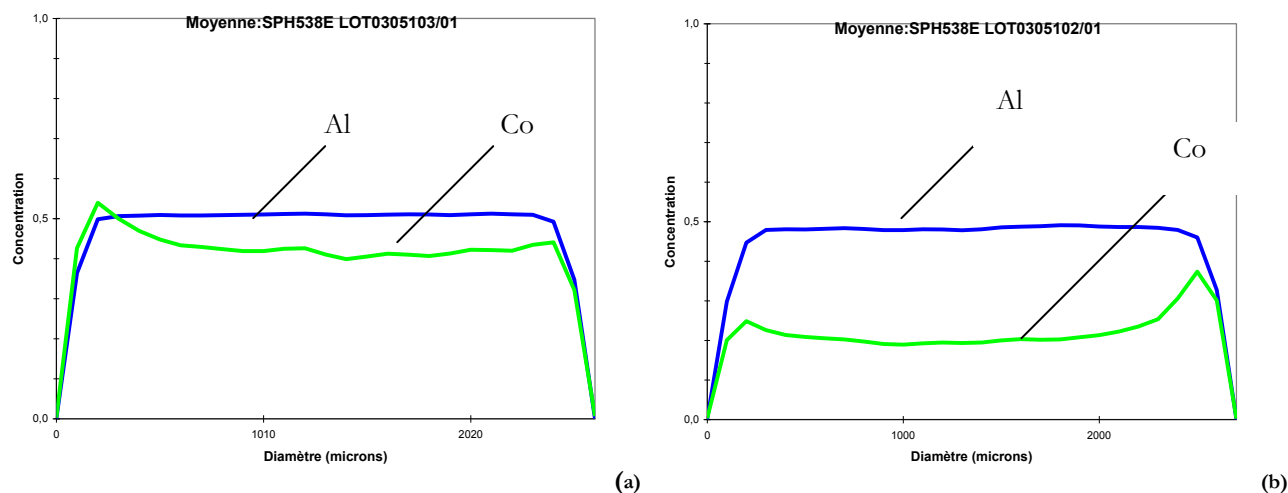 Moyenne:SPH538E LOT0305103/01
1,0
Al
Co
Concentration
0,5
0,0
0
1010
2020
Diamètre (microns)
(a)
Moyenne:SPH538E LOT0305102/01
1,0
Al
Co
Concentration
0,5
0,0
0
1000
2000
Diamètre (microns)
(b)